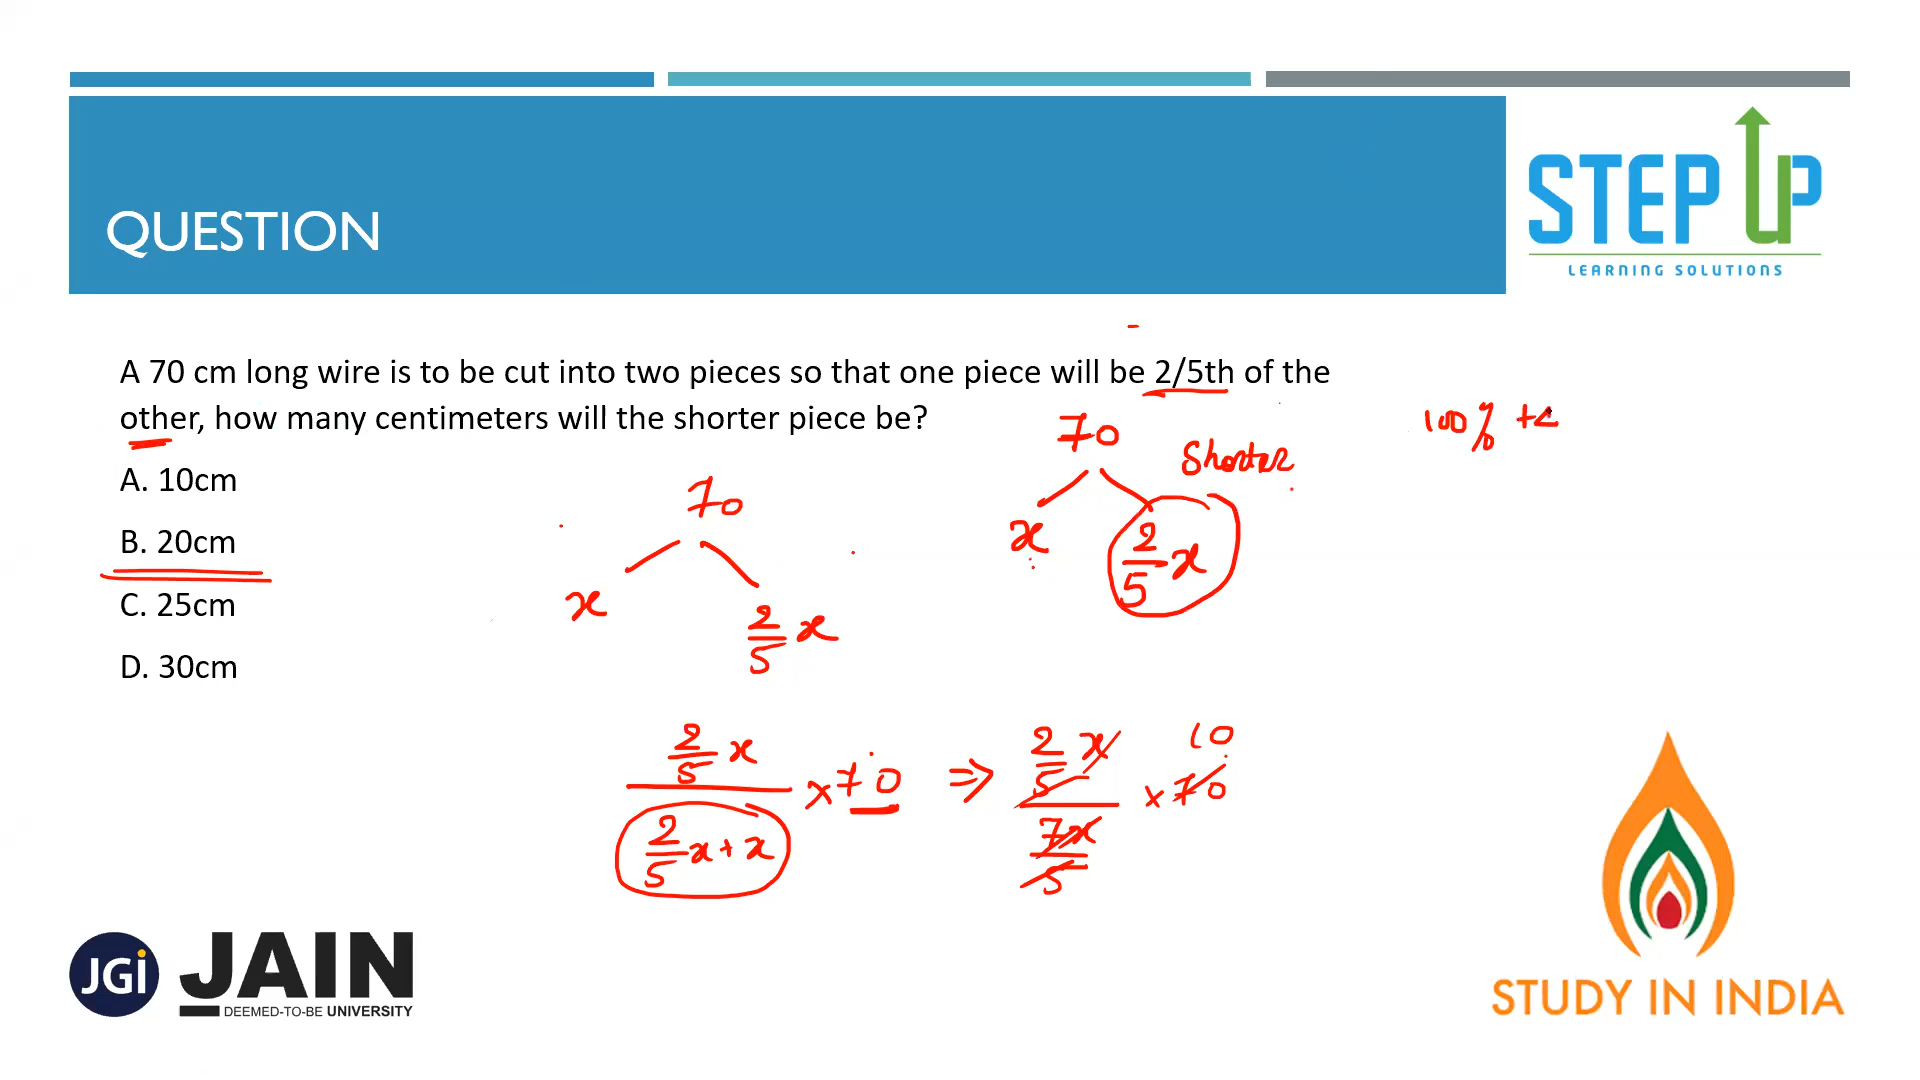 QUESTION
STEP UP
LEARNING SOLUTIONS
A 70 cm long wire is to be cut into two pieces so that one piece will be 2/5th of the
other, how many centimeters will the shorter piece be?
A. 10cm
B. 20cm
C. 25cm
D. 30cm
70
x
2/5 x
70
Shorter
x
2/5 x
100% +
2/5 x
2/5 x + x
× 70
⇒
2/5 x
7x/5
× 70
10
JGi JAIN
DEEMED-TO-BE UNIVERSITY
STUDY IN INDIA